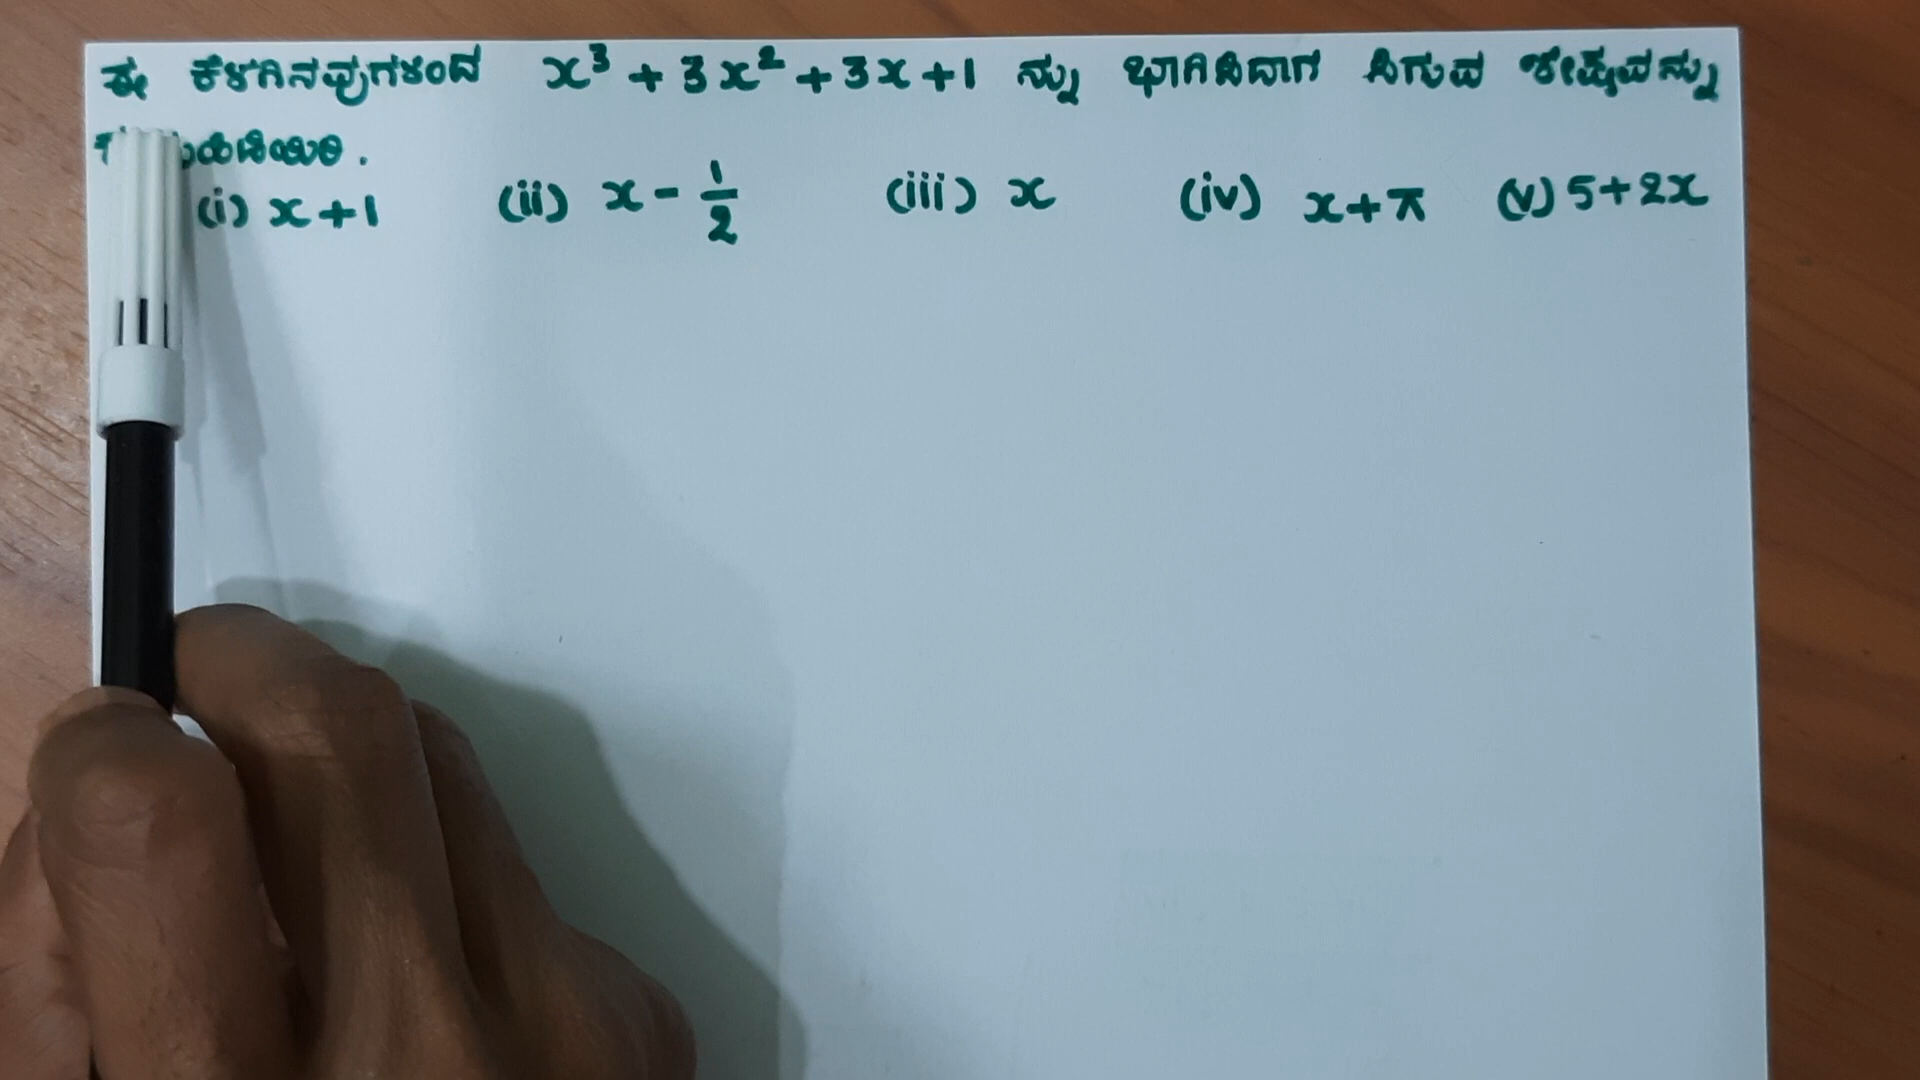 ಈ ಕೆಳಗಿನವುಗಳಿಂದ x³ + 3x² + 3x + 1 ನ್ನು ಭಾಗಿಸಿದಾಗ ಸಿಗುವ ಶೇಷವನ್ನು
(i) x + 1 (ii) x - 1/2 (iii) x (iv) x + π (v) 5 + 2x